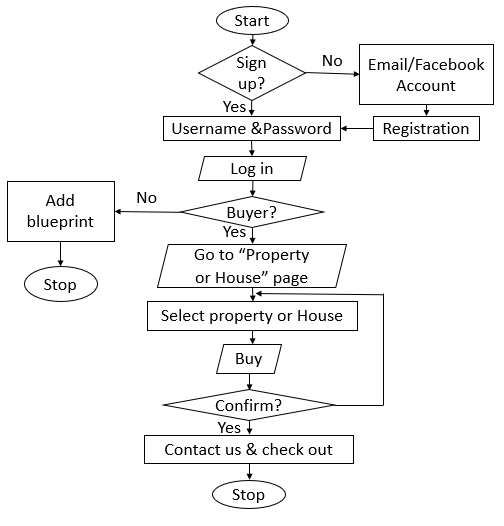 Start
Sign
up?
No
Email/Facebook
Account
Yes
Username &Password
Registration
Log in
Buyer?
No
Add
blueprint
Yes
Stop
Go to “Property
or House” page
Select property or House
Buy
Confirm?
Yes
Contact us & check out
Stop